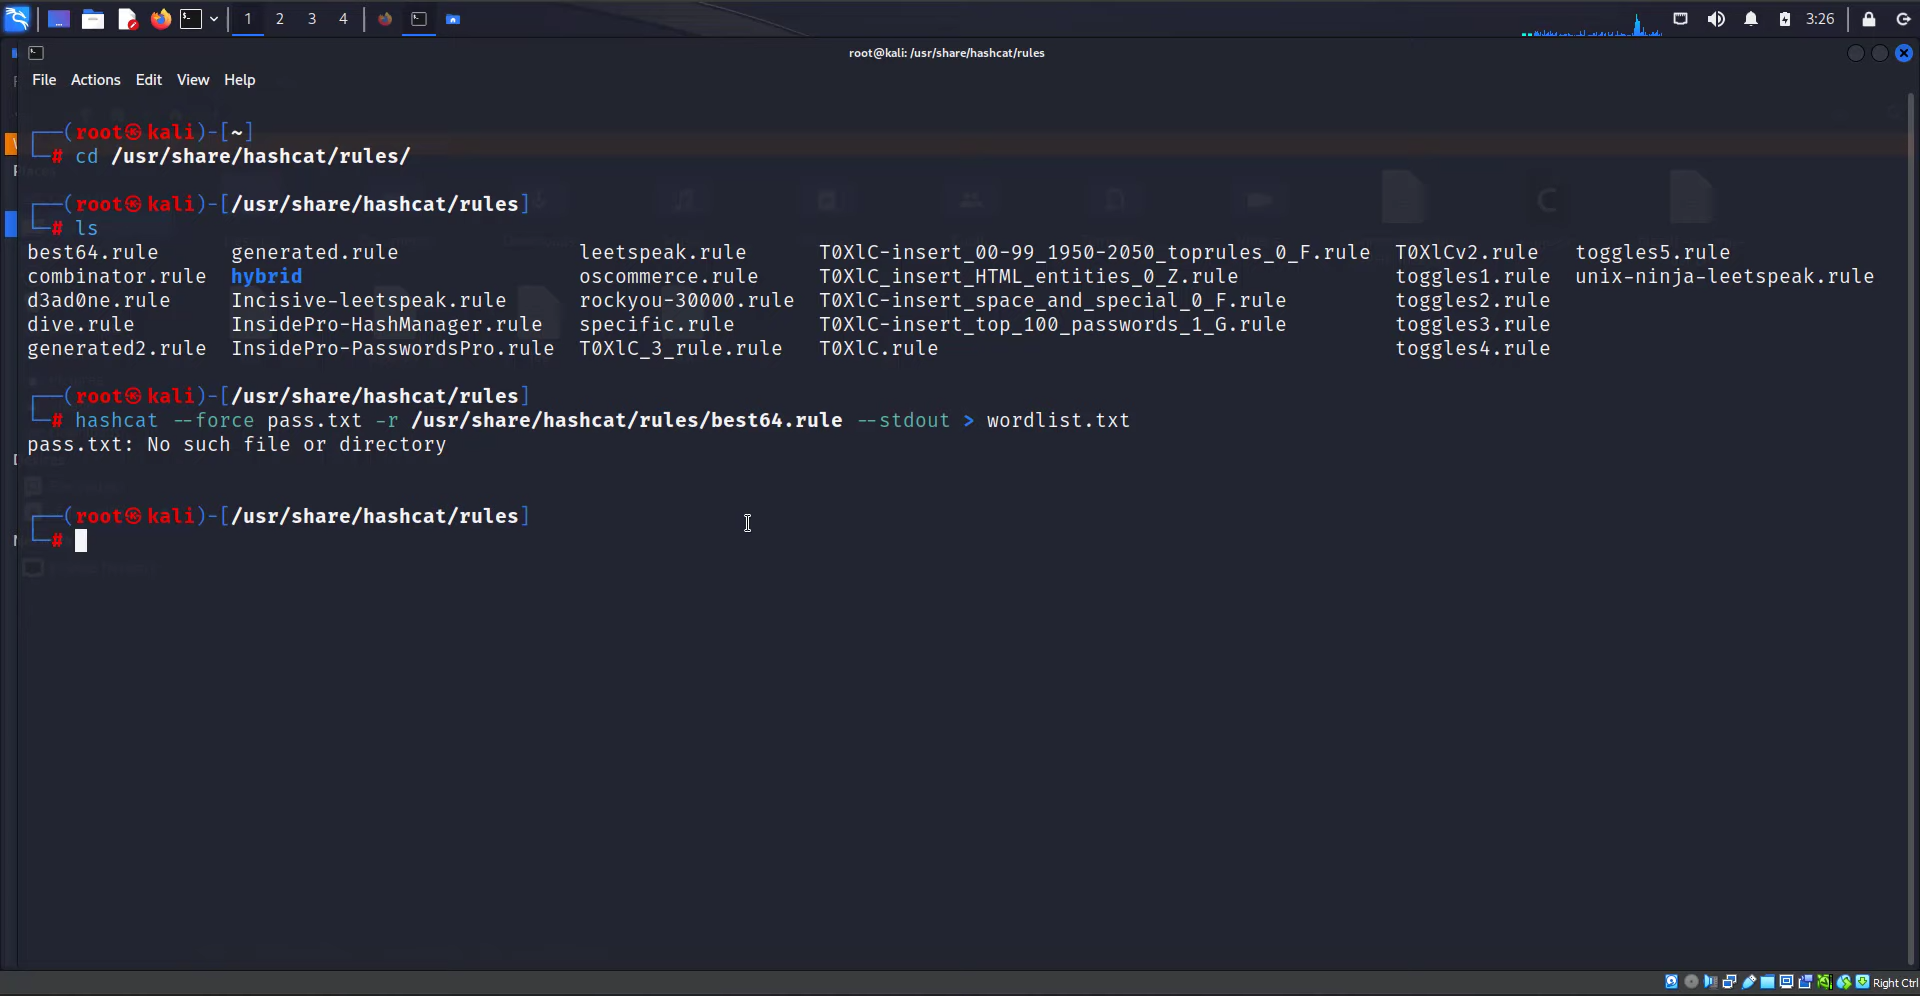 1 2 3 4
3:26
root@kali: /usr/share/hashcat/rules
File Actions Edit View Help
┌──(root㉿kali)-[~]
└─# cd /usr/share/hashcat/rules/
┌──(root㉿kali)-[/usr/share/hashcat/rules]
└─# ls
best64.rule generated.rule leetspeak.rule T0XlC-insert_00-99_1950-2050_toprules_0_F.rule T0XlCv2.rule toggles5.rule
combinator.rule hybrid oscommerce.rule T0XlC_insert_HTML_entities_0_Z.rule toggles1.rule unix-ninja-leetspeak.rule
d3ad0ne.rule Incisive-leetspeak.rule rockyou-30000.rule T0XlC-insert_space_and_special_0_F.rule toggles2.rule
dive.rule InsidePro-HashManager.rule specific.rule T0XlC-insert_top_100_passwords_1_G.rule toggles3.rule
generated2.rule InsidePro-PasswordsPro.rule T0XlC_3_rule.rule T0XlC.rule toggles4.rule
┌──(root㉿kali)-[/usr/share/hashcat/rules]
└─# hashcat --force pass.txt -r /usr/share/hashcat/rules/best64.rule --stdout > wordlist.txt
pass.txt: No such file or directory
┌──(root㉿kali)-[/usr/share/hashcat/rules]
└─#
Right Ctrl